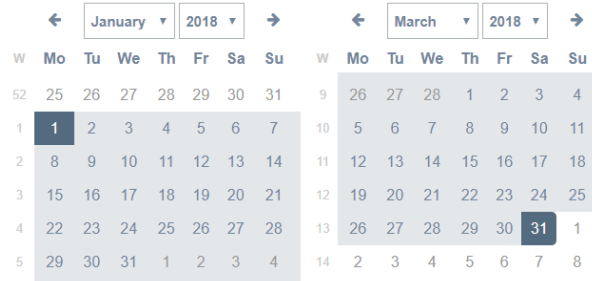 ← January ▼ 2018 ▼ →
W Mo Tu We Th Fr Sa Su
52 25 26 27 28 29 30 31
1 1 2 3 4 5 6 7
2 8 9 10 11 12 13 14
3 15 16 17 18 19 20 21
4 22 23 24 25 26 27 28
5 29 30 31 1 2 3 4
← March ▼ 2018 ▼ →
W Mo Tu We Th Fr Sa Su
9 26 27 28 1 2 3 4
10 5 6 7 8 9 10 11
11 12 13 14 15 16 17 18
12 19 20 21 22 23 24 25
13 26 27 28 29 30 31 1
14 2 3 4 5 6 7 8